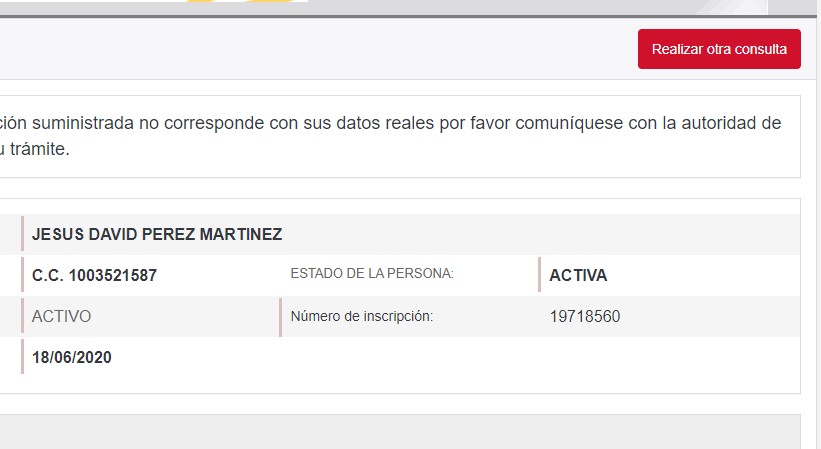 Realizar otra consulta
ción suministrada no corresponde con sus datos reales por favor comuníquese con la autoridad de
u trámite.
JESUS DAVID PEREZ MARTINEZ
C.C. 1003521587 ESTADO DE LA PERSONA: ACTIVA
ACTIVO Número de inscripción: 19718560
18/06/2020